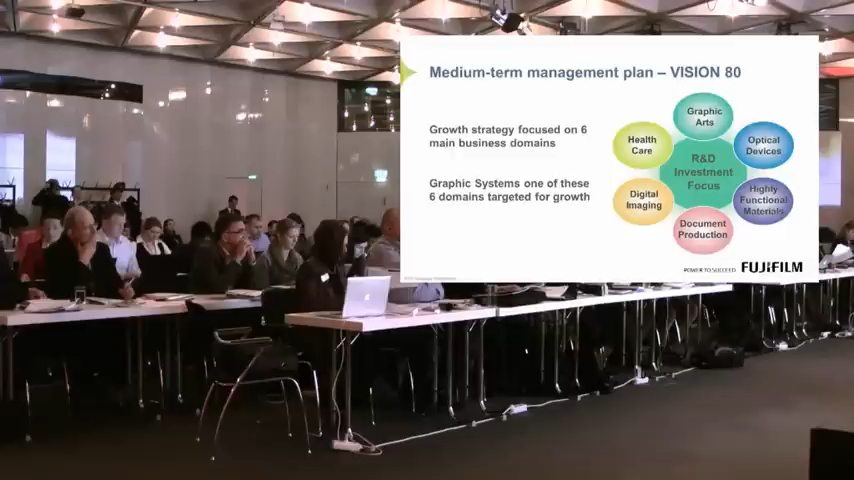 Medium-term management plan – VISION 80
Growth strategy focused on 6
main business domains
Graphic Systems one of these
6 domains targeted for growth
Graphic
Arts
Optical
Devices
Highly
Functional
Materials
Document
Production
Digital
Imaging
Health
Care
R&D
Investment
Focus
POWER TO SUCCEED
FUJIFILM